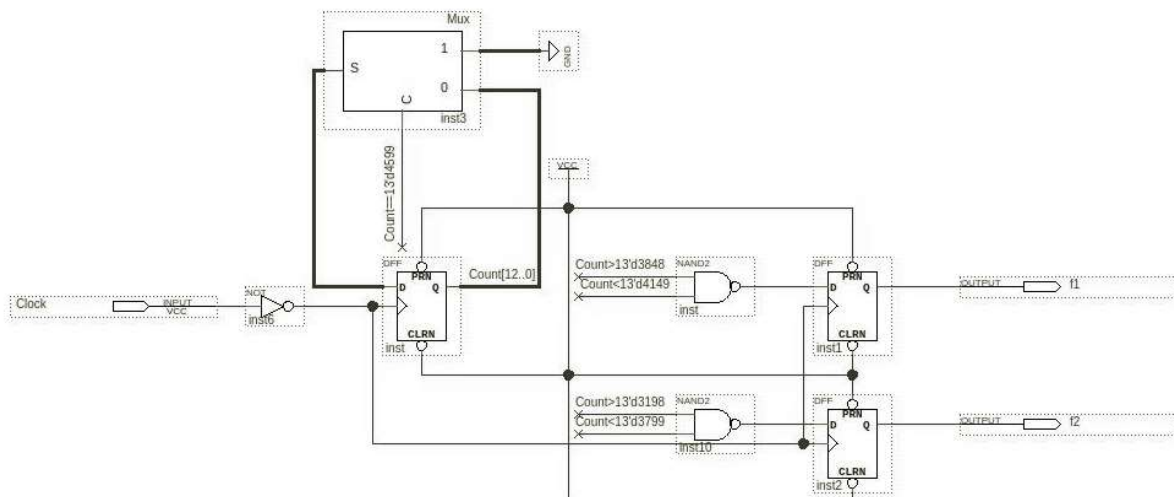 Mux
1
S
0
GND
C
inst3
Count==13'd4599
VCC
DFF
PRN
D Q
CLRN
inst
Count[12..0]
Clock
INPUT
VCC
NOT
inst6
Count>13'd3848
Count<13'd4149
NAND2
inst
DFF
PRN
D Q
CLRN
inst1
OUTPUT
f1
Count>13'd3198
Count<13'd3799
NAND2
inst10
DFF
PRN
D Q
CLRN
inst2
OUTPUT
f2